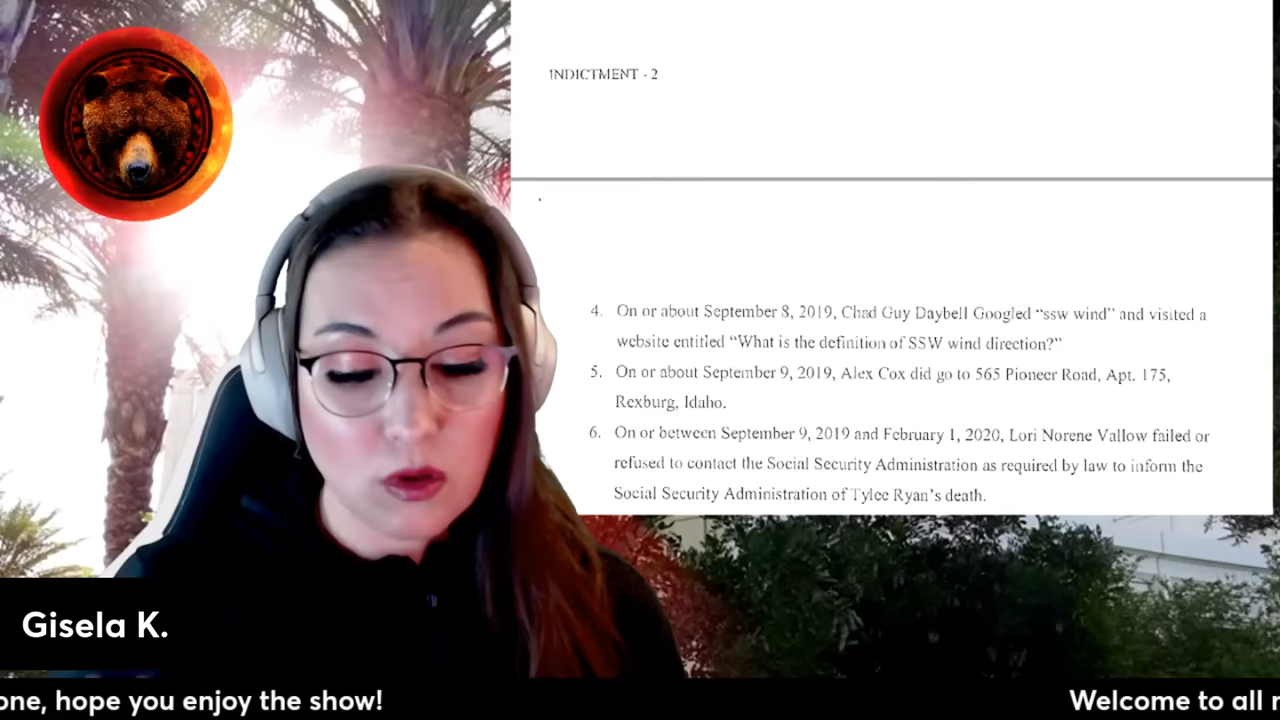 INDICTMENT - 2
4. On or about September 8, 2019, Chad Guy Daybell Googled “ssw wind” and visited a
website entitled “What is the definition of SSW wind direction?”
5. On or about September 9, 2019, Alex Cox did go to 565 Pioneer Road, Apt. 175,
Rexburg, Idaho.
6. On or between September 9, 2019 and February 1, 2020, Lori Norene Vallow failed or
refused to contact the Social Security Administration as required by law to inform the
Social Security Administration of Tylee Ryan’s death.
Gisela K.
one, hope you enjoy the show!
Welcome to all